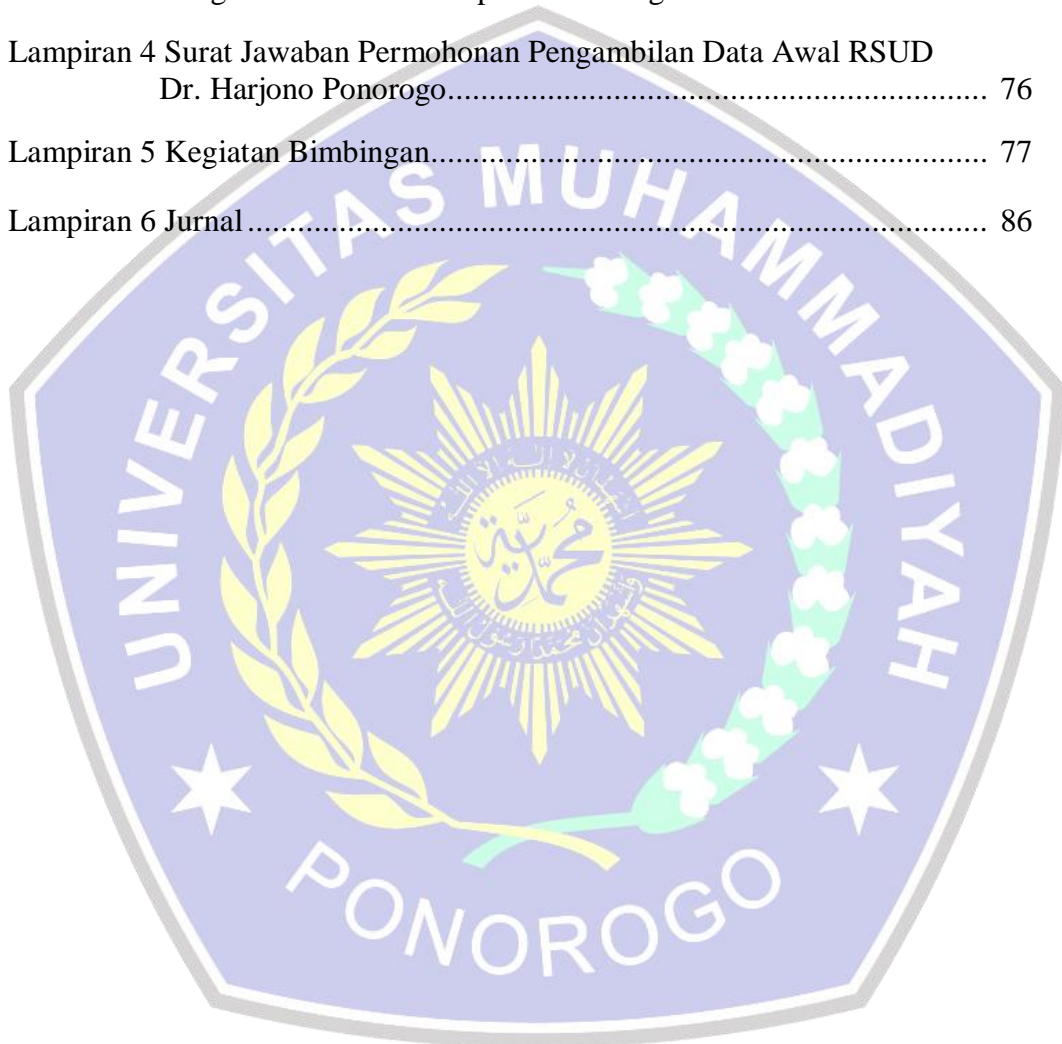 Lampiran 4 Surat Jawaban Permohonan Pengambilan Data Awal RSUD
Dr. Harjono Ponorogo.................................................................. 76
Lampiran 5 Kegiatan Bimbingan.................................................................... 77
Lampiran 6 Jurnal.......................................................................................... 86
UNIVERSITAS MUHAMMADIYAH
محمدية
PONOROGO